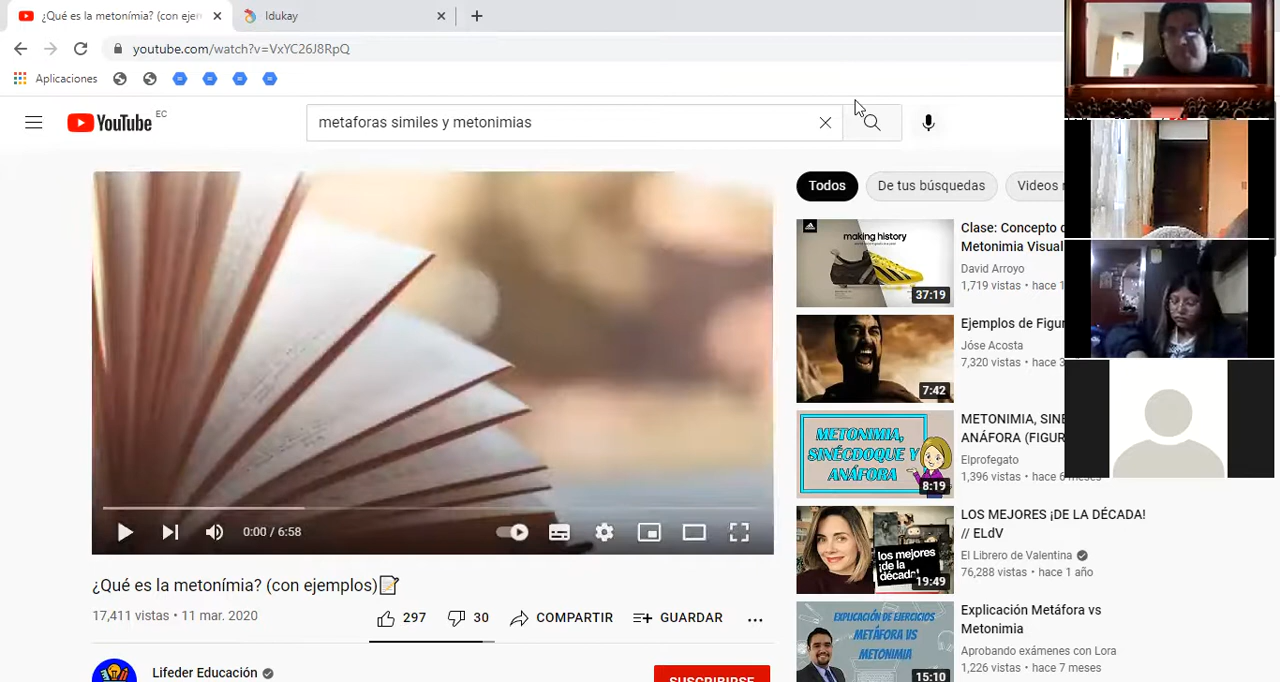 ¿Qué es la metonímia? (con ejen
Idukay
youtube.com/watch?v=VxYC26J8RpQ
Aplicaciones
YouTube EC
metaforas similes y metonimias
Todos
De tus búsquedas
Videos r
making history
37:19
Clase: Concepto d
Metonimia Visual
David Arroyo
1,719 vistas • hace 1
7:42
Ejemplos de Figur
Jóse Acosta
7,320 vistas • hace 3
METONIMIA,
SINÉCDOQUE Y
ANÁFORA
8:19
METONIMIA, SINÉ
ANÁFORA (FIGUR
Elprofegato
1,396 vistas • hace 6 meses
los mejores
¡de la
década!
19:49
LOS MEJORES ¡DE LA DÉCADA!
// ELdV
El Librero de Valentina
76,288 vistas • hace 1 año
EXPLICACIÓN DE EJERCICIOS
METÁFORA VS
METONIMIA
15:10
Explicación Metáfora vs
Metonimia
Aprobando exámenes con Lora
1,226 vistas • hace 7 meses
0:00 / 6:58
¿Qué es la metonímia? (con ejemplos)
17,411 vistas • 11 mar. 2020
297
30
COMPARTIR
GUARDAR
Lifeder Educación
SUSCRIBIRSE